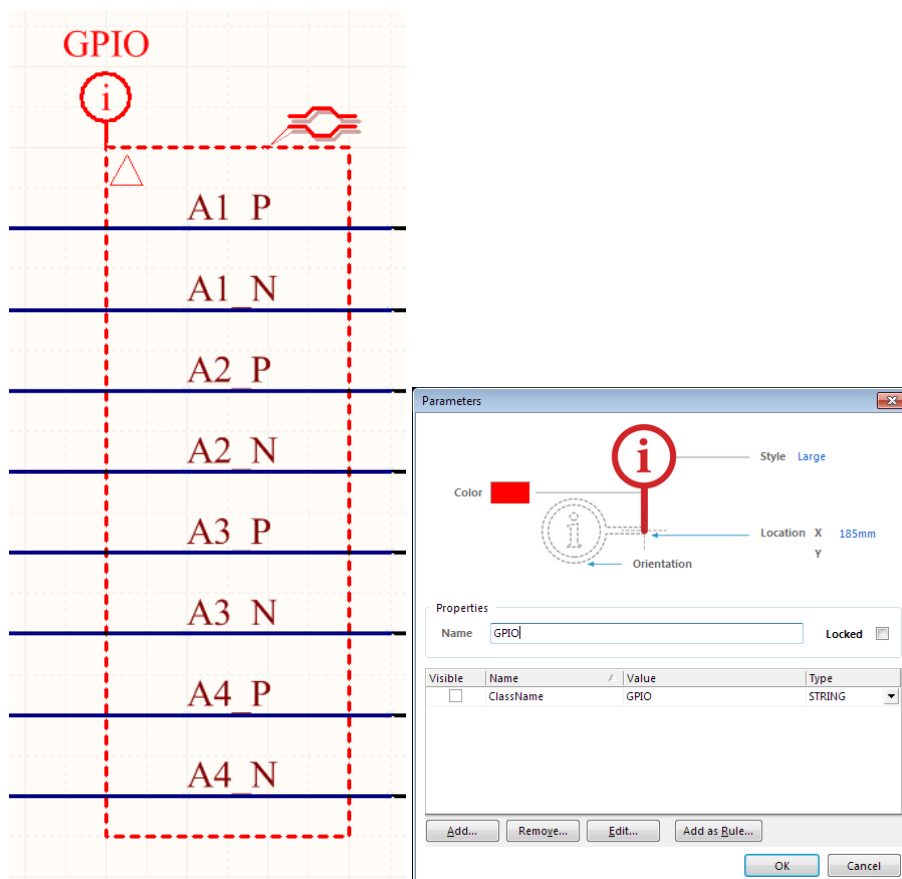 GPIO
i
A1_P
A1_N
A2_P
A2_N
A3_P
A3_N
A4_P
A4_N
Parameters
i
Style Large
Color
i
Location X 185mm
Y
Orientation
Properties
Name GPIO Locked
Visible Name Value Type
ClassName GPIO STRING
Add... Remove... Edit... Add as Rule...
OK Cancel